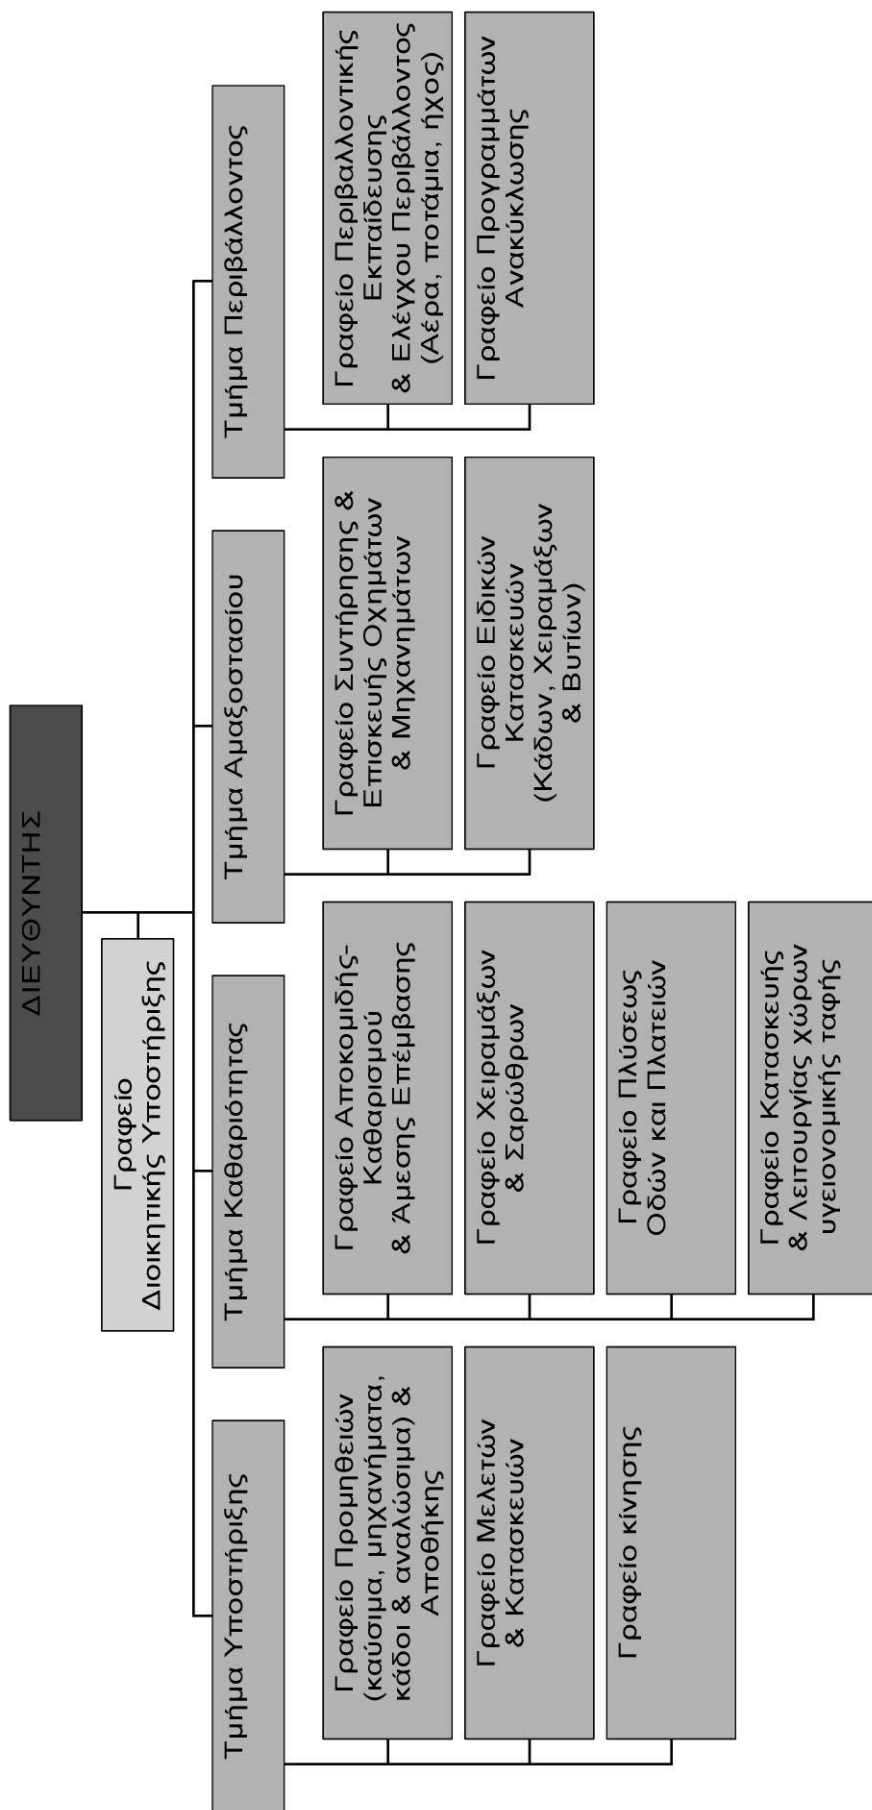 ΔΙΕΥΘΥΝΤΗΣ
Γραφείο
Διοικητικής Υποστήριξης
Τμήμα Υποστήριξης
Γραφείο Προμηθειών
(καύσιμα, μηχανήματα,
κάδοι & αναλώσιμα) &
Αποθήκης
Γραφείο Μελετών
& Κατασκευών
Γραφείο κίνησης
Τμήμα Καθαριότητας
Γραφείο Αποκομιδής-
Καθαρισμού
& Άμεσης Επέμβασης
Γραφείο Χειραμάξων
& Σαρώθρων
Γραφείο Πλύσεως
Οδών και Πλατειών
Γραφείο Κατασκευής
& Λειτουργίας χώρων
υγειονομικής ταφής
Τμήμα Αμαξοστασίου
Γραφείο Συντήρησης &
Επισκευής Οχημάτων
& Μηχανημάτων
Γραφείο Ειδικών
Κατασκευών
(Κάδων, Χειραμάξων
& Βυτίων)
Τμήμα Περιβάλλοντος
Γραφείο Περιβαλλοντικής
Εκπαίδευσης
& Ελέγχου Περιβάλλοντος
(Αέρα, ποτάμια, ήχος)
Γραφείο Προγραμμάτων
Ανακύκλωσης